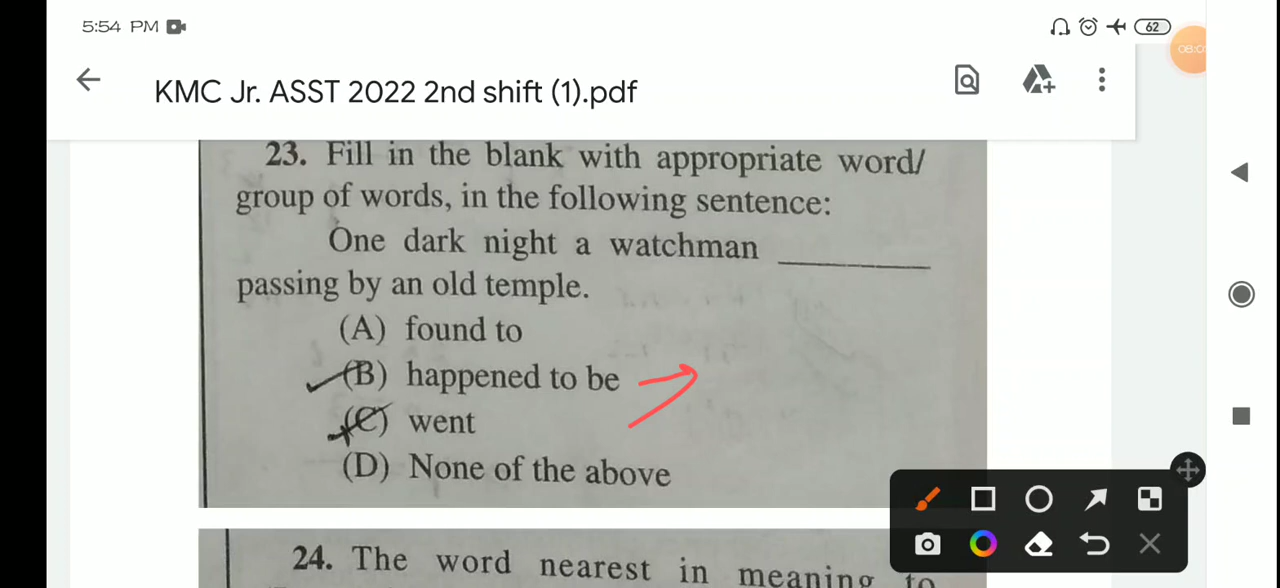 5:54 PM
62
KMC Jr. ASST 2022 2nd shift (1).pdf
23. Fill in the blank with appropriate word/
group of words, in the following sentence:
One dark night a watchman ________
passing by an old temple.
(A) found to
(B) happened to be
(C) went
(D) None of the above
24. The word nearest in meaning to